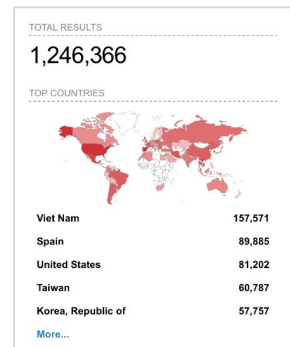 TOTAL RESULTS
1,246,366
TOP COUNTRIES
Viet Nam 157,571
Spain 89,885
United States 81,202
Taiwan 60,787
Korea, Republic of 57,757
More...